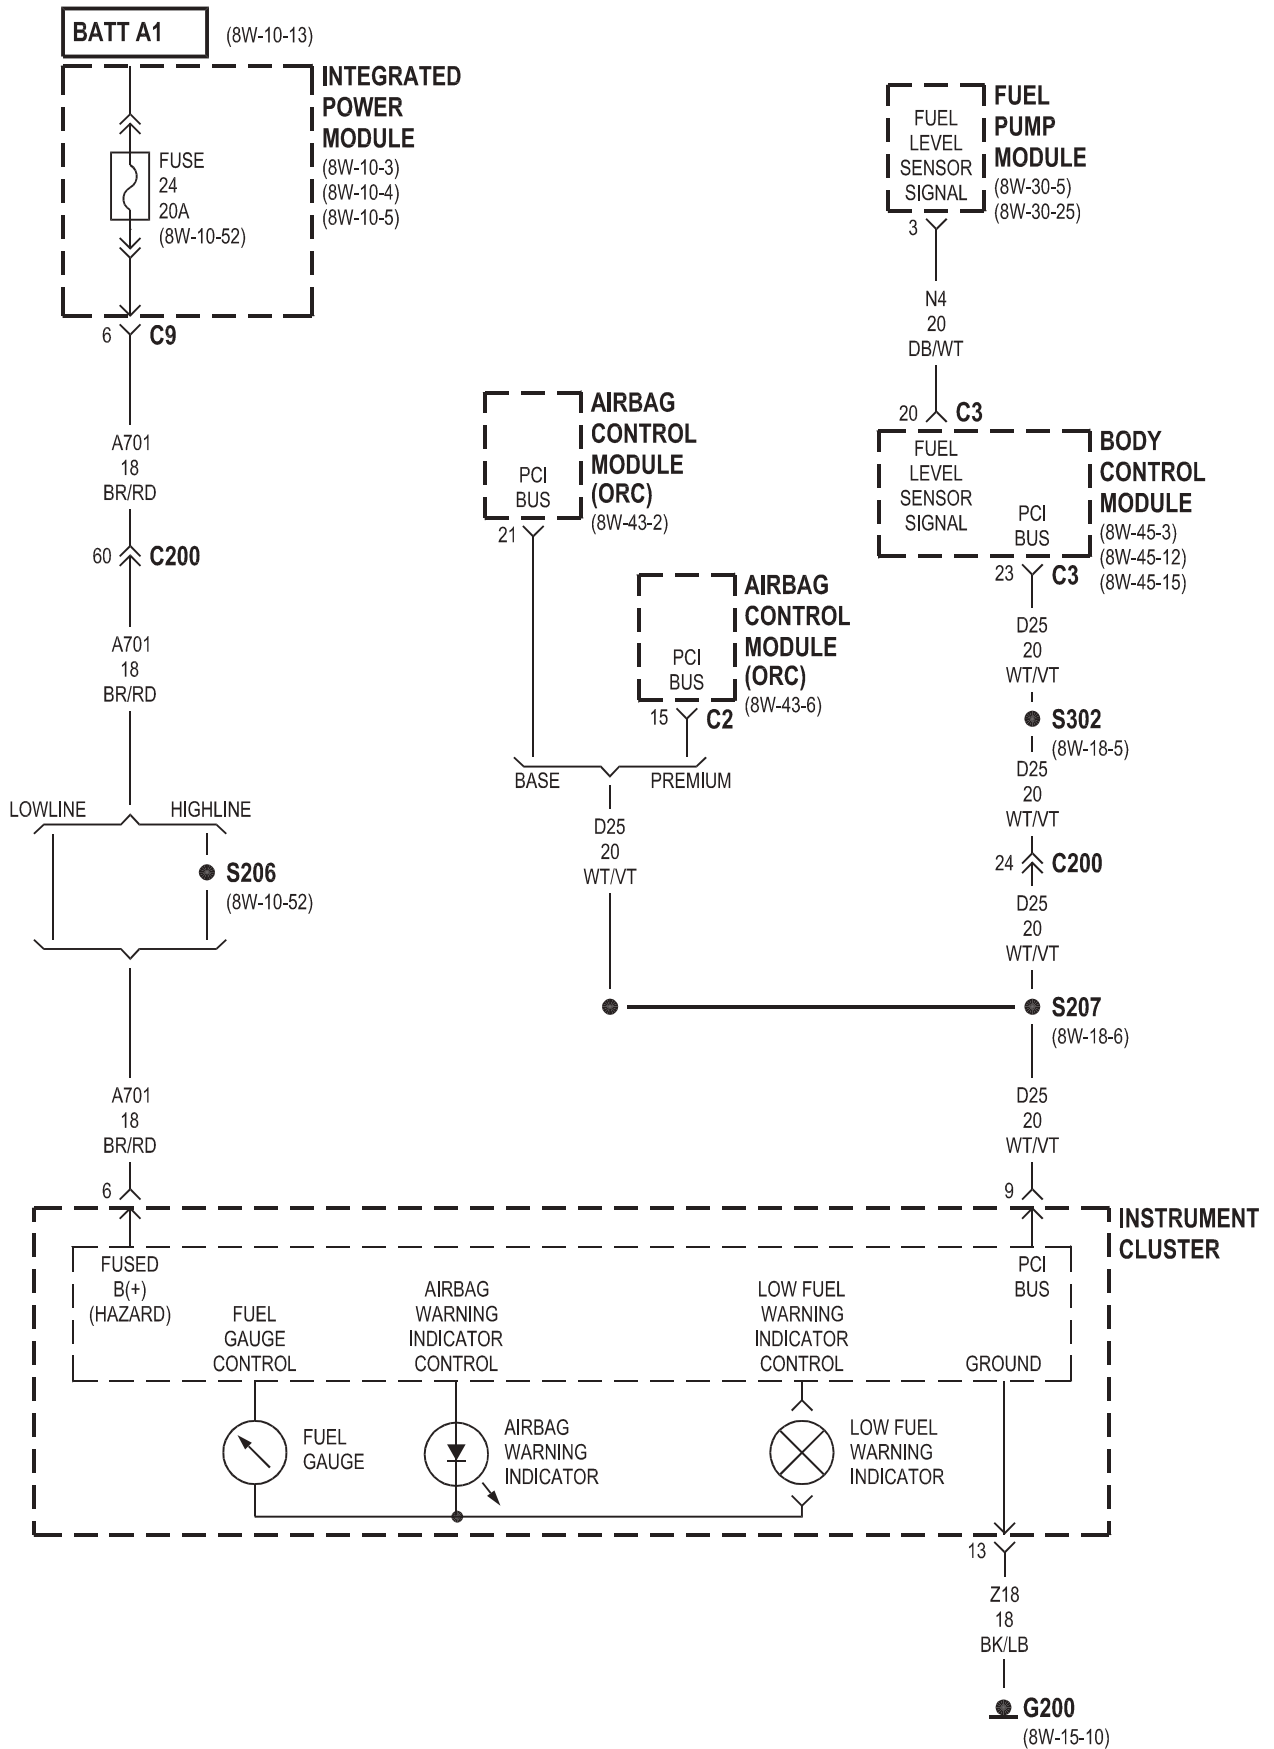 BATT A1
(8W-10-13)
INTEGRATED
POWER
MODULE
(8W-10-3)
(8W-10-4)
(8W-10-5)
FUSE
24
20A
(8W-10-52)
6
C9
A701
18
BR/RD
60
C200
A701
18
BR/RD
LOWLINE
HIGHLINE
S206
(8W-10-52)
A701
18
BR/RD
6
AIRBAG
CONTROL
MODULE
(ORC)
(8W-43-2)
PCI
BUS
21
AIRBAG
CONTROL
MODULE
(ORC)
(8W-43-6)
PCI
BUS
15
C2
BASE
PREMIUM
D25
20
WT/VT
FUEL
LEVEL
SENSOR
SIGNAL
FUEL
PUMP
MODULE
(8W-30-5)
(8W-30-25)
3
N4
20
DB/WT
20
C3
FUEL
LEVEL
SENSOR
SIGNAL
PCI
BUS
BODY
CONTROL
MODULE
(8W-45-3)
(8W-45-12)
(8W-45-15)
23
C3
D25
20
WT/VT
S302
(8W-18-5)
D25
20
WT/VT
24
C200
D25
20
WT/VT
S207
(8W-18-6)
D25
20
WT/VT
9
INSTRUMENT
CLUSTER
FUSED
B(+)
(HAZARD)
FUEL
GAUGE
CONTROL
AIRBAG
WARNING
INDICATOR
CONTROL
LOW FUEL
WARNING
INDICATOR
CONTROL
PCI
BUS
GROUND
FUEL
GAUGE
AIRBAG
WARNING
INDICATOR
LOW FUEL
WARNING
INDICATOR
13
Z18
18
BK/LB
G200
(8W-15-10)